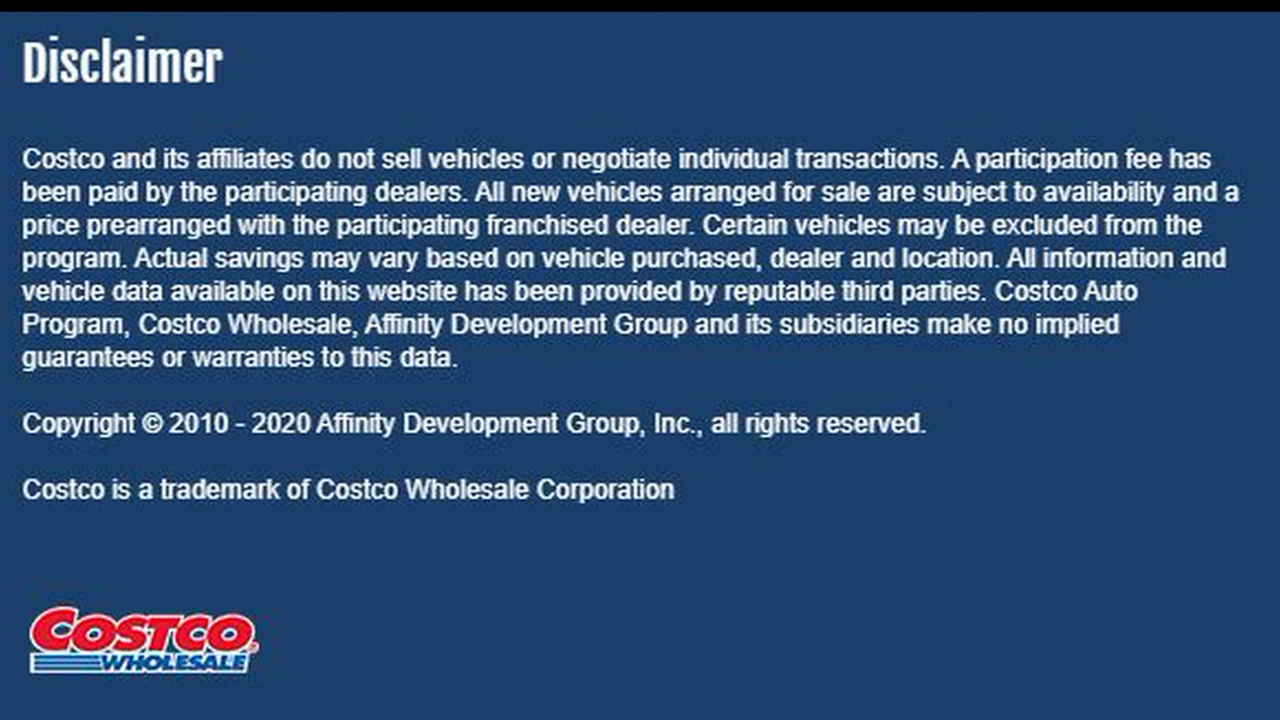 Disclaimer
Costco and its affiliates do not sell vehicles or negotiate individual transactions. A participation fee has
been paid by the participating dealers. All new vehicles arranged for sale are subject to availability and a
price prearranged with the participating franchised dealer. Certain vehicles may be excluded from the
program. Actual savings may vary based on vehicle purchased, dealer and location. All information and
vehicle data available on this website has been provided by reputable third parties. Costco Auto
Program, Costco Wholesale, Affinity Development Group and its subsidiaries make no implied
guarantees or warranties to this data.
Copyright © 2010 - 2020 Affinity Development Group, Inc., all rights reserved.
Costco is a trademark of Costco Wholesale Corporation
COSTCO
WHOLESALE